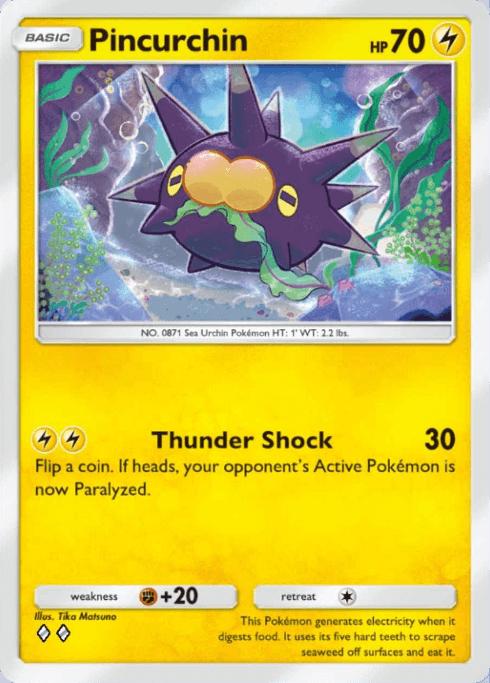 BASIC Pincurchin HP 70
NO. 0871 Sea Urchin Pokémon HT: 1' WT: 2.2 lbs.
Thunder Shock 30
Flip a coin. If heads, your opponent's Active Pokémon is
now Paralyzed.
weakness +20 retreat
Illus. Tika Matsuno
This Pokémon generates electricity when it
digests food. It uses its five hard teeth to scrape
seaweed off surfaces and eat it.